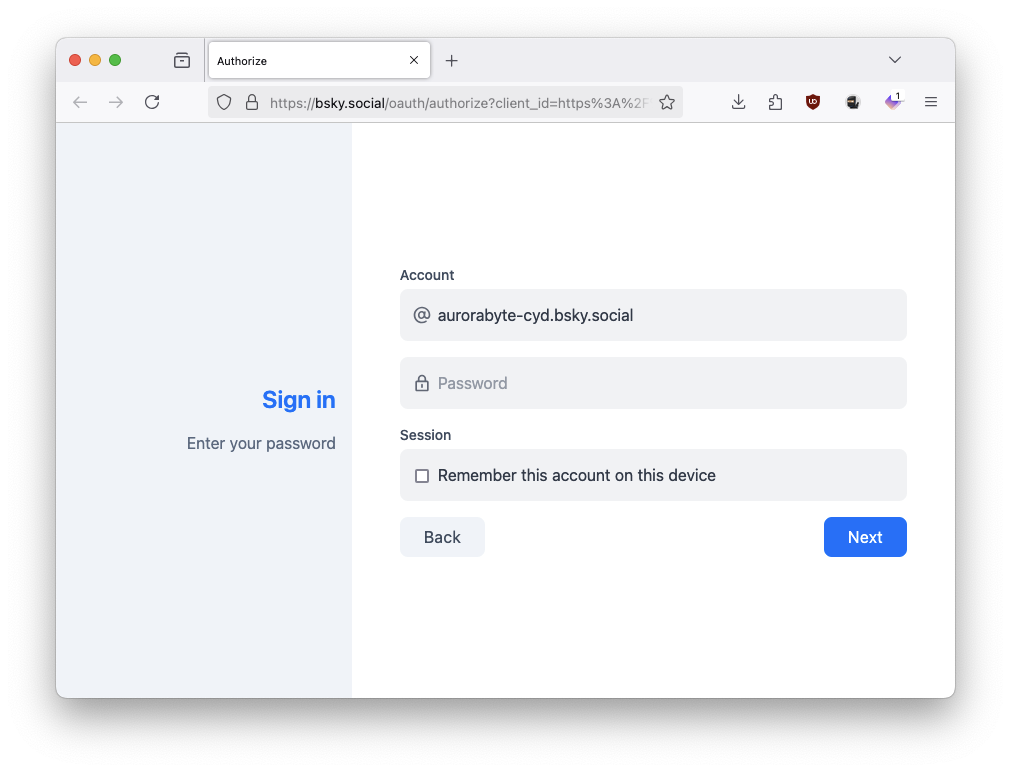 Authorize
https://bsky.social/oauth/authorize?client_id=https%3A%2F
1
Sign in
Enter your password
Account
@ aurorabyte-cyd.bsky.social
Password
Session
Remember this account on this device
Back
Next